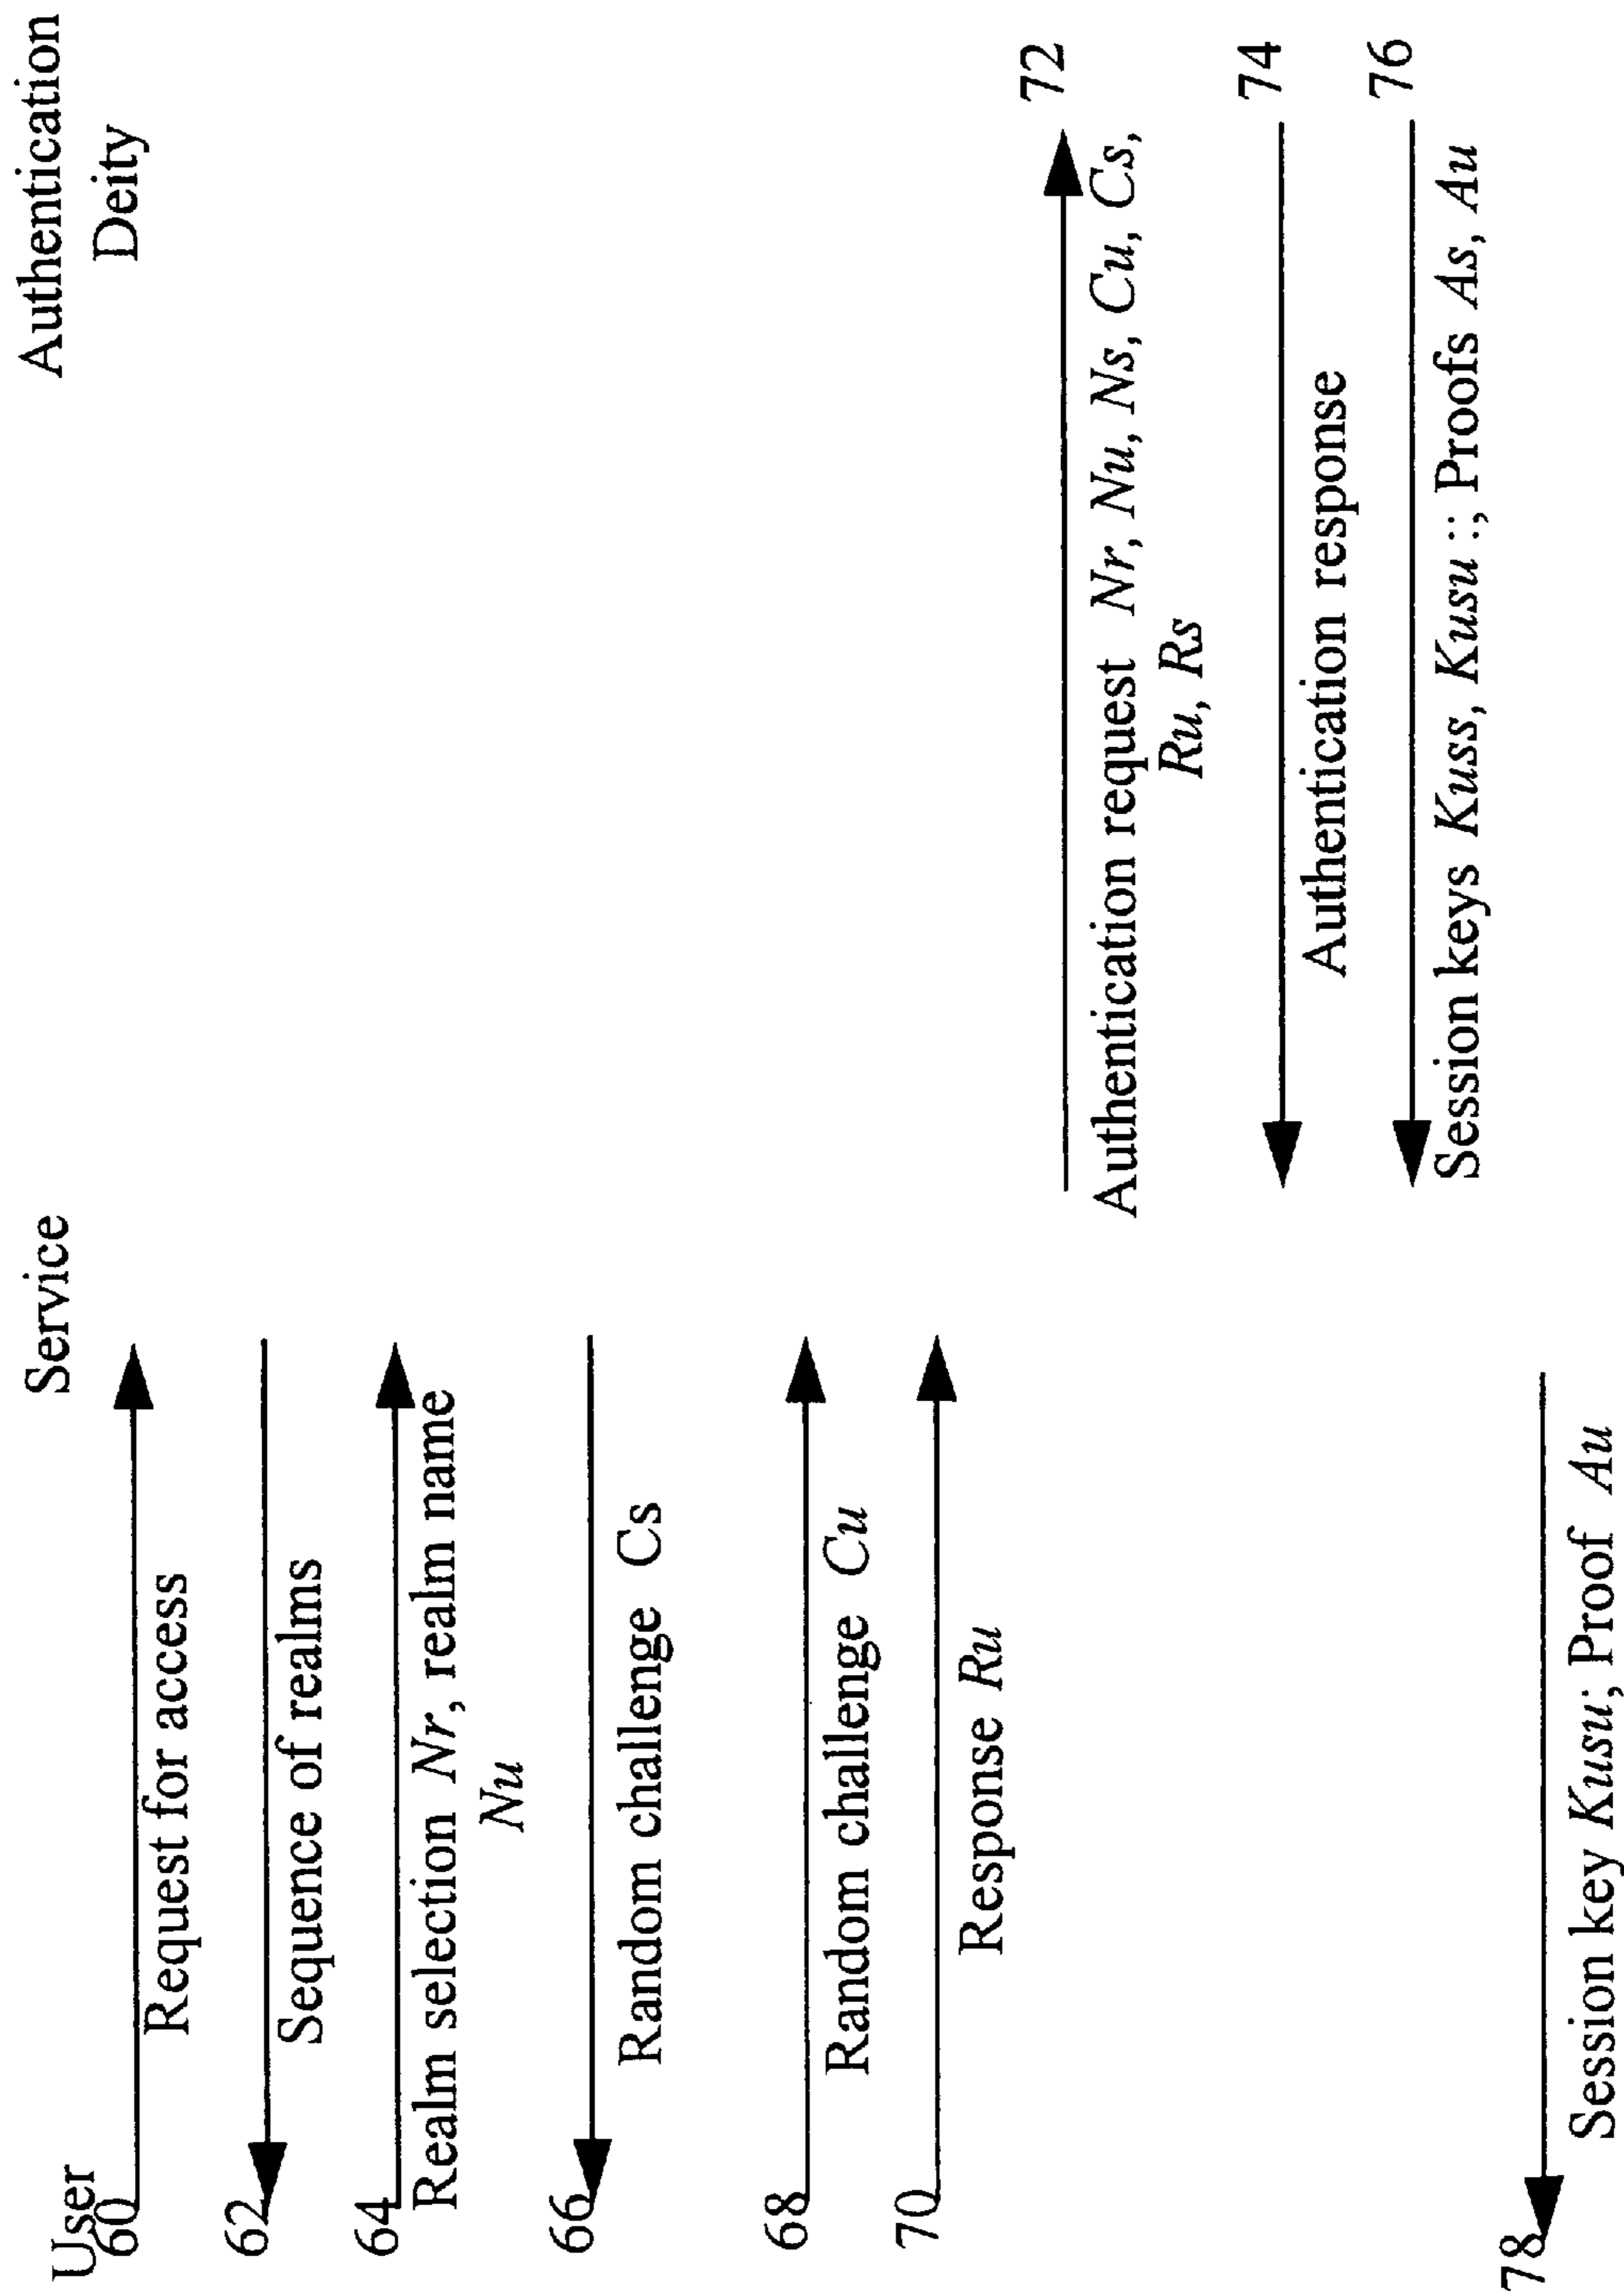 User
Service
Authentication
Deity
60
Request for access
62
Sequence of realms
64
Realm selection Nr, realm name
Nu
66
Random challenge Cs
68
Random challenge Cu
70
Response Ru
72
Authentication request Nr, Nu, Ns, Cu, Cs,
Ru, Rs
74
Authentication response
76
Session keys Kuss, Kusu :; Proofs As, Au
78
Session key Kusu; Proof Au